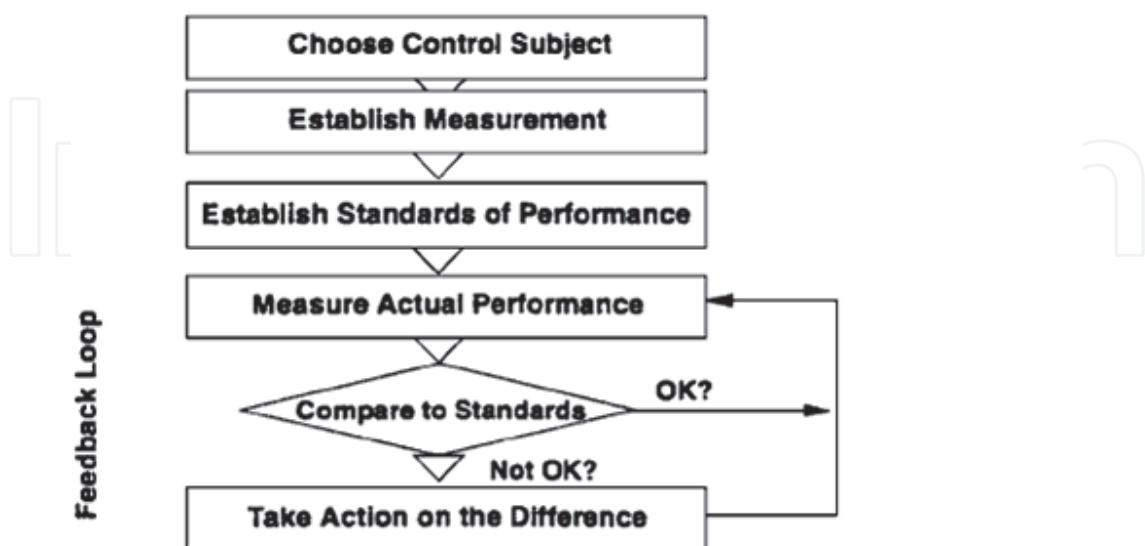 Choose Control Subject
Establish Measurement
Establish Standards of Performance
Measure Actual Performance
Feedback Loop
Compare to Standards
OK?
Not OK?
Take Action on the Difference